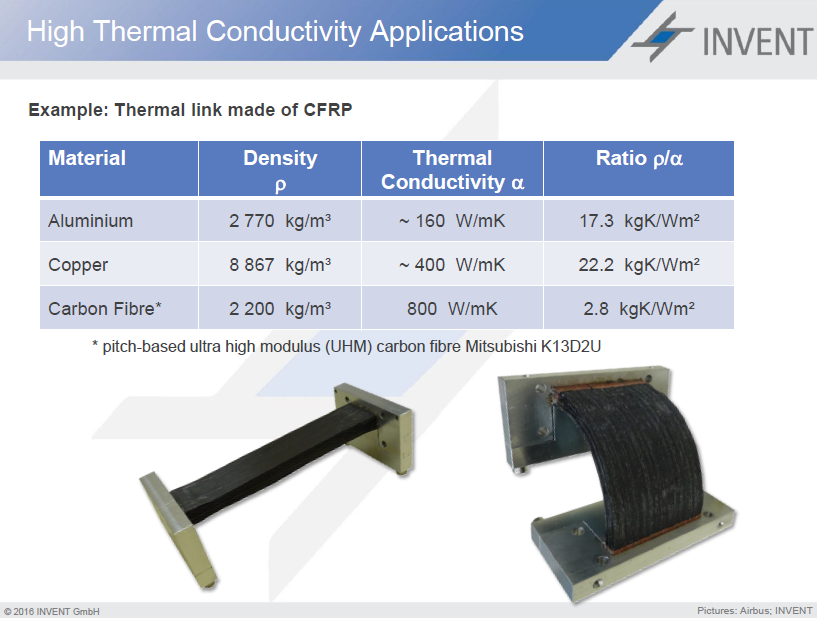 High Thermal Conductivity Applications
INVENT
Example: Thermal link made of CFRP
Material Density ρ Thermal Conductivity α Ratio ρ/α
Aluminium 2 770 kg/m³ ~ 160 W/mK 17.3 kgK/Wm²
Copper 8 867 kg/m³ ~ 400 W/mK 22.2 kgK/Wm²
Carbon Fibre* 2 200 kg/m³ 800 W/mK 2.8 kgK/Wm²
* pitch-based ultra high modulus (UHM) carbon fibre Mitsubishi K13D2U
© 2016 INVENT GmbH
Pictures: Airbus; INVENT